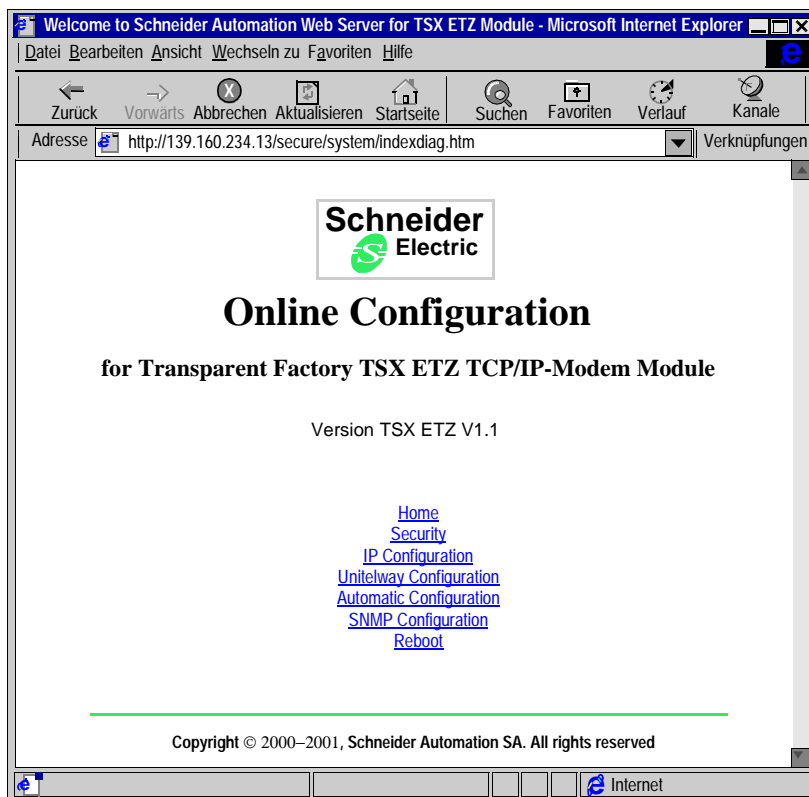 Welcome to Schneider Automation Web Server for TSX ETZ Module - Microsoft Internet Explorer
Datei Bearbeiten Ansicht Wechseln zu Favoriten Hilfe
Zurück Vorwärts Abbrechen Aktualisieren Startseite Suchen Favoriten Verlauf Kanale
Adresse http://139.160.234.13/secure/system/indexdiag.htm Verknüpfungen
Schneider
Electric
Online Configuration
for Transparent Factory TSX ETZ TCP/IP-Modem Module
Version TSX ETZ V1.1
Home
Security
IP Configuration
Unitelway Configuration
Automatic Configuration
SNMP Configuration
Reboot
Copyright © 2000–2001, Schneider Automation SA. All rights reserved
Internet